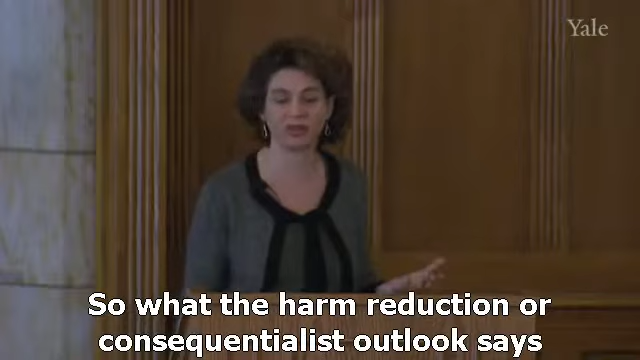 Yale
So what the harm reduction or
consequentialist outlook says